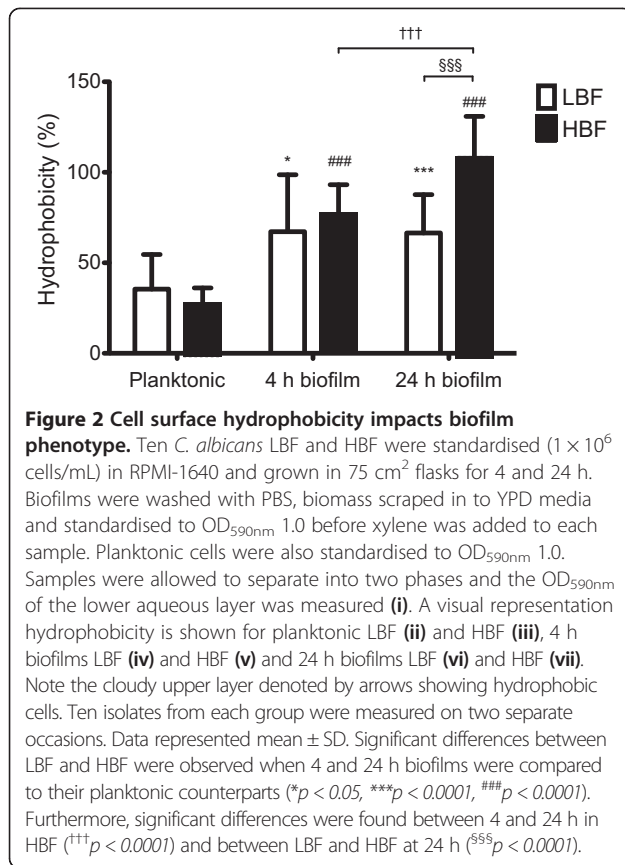 †††
150
§§§
LBF
###
HBF
Hydrophobicity (%)
100
*
###
***
50
0
Planktonic
4 h biofilm
24 h biofilm
Figure 2 Cell surface hydrophobicity impacts biofilm
phenotype. Ten C. albicans LBF and HBF were standardised (1 × 10⁶
cells/mL) in RPMI-1640 and grown in 75 cm² flasks for 4 and 24 h.
Biofilms were washed with PBS, biomass scraped in to YPD media
and standardised to OD₅₉₀ₙₘ 1.0 before xylene was added to each
sample. Planktonic cells were also standardised to OD₅₉₀ₙₘ 1.0.
Samples were allowed to separate into two phases and the OD₅₉₀ₙₘ
of the lower aqueous layer was measured (i). A visual representation
hydrophobicity is shown for planktonic LBF (ii) and HBF (iii), 4 h
biofilms LBF (iv) and HBF (v) and 24 h biofilms LBF (vi) and HBF (vii).
Note the cloudy upper layer denoted by arrows showing hydrophobic
cells. Ten isolates from each group were measured on two separate
occasions. Data represented mean ± SD. Significant differences between
LBF and HBF were observed when 4 and 24 h biofilms were compared
to their planktonic counterparts (*p < 0.05, ***p < 0.0001, ###p < 0.0001).
Furthermore, significant differences were found between 4 and 24 h in
HBF (†††p < 0.0001) and between LBF and HBF at 24 h (§§§p < 0.0001).